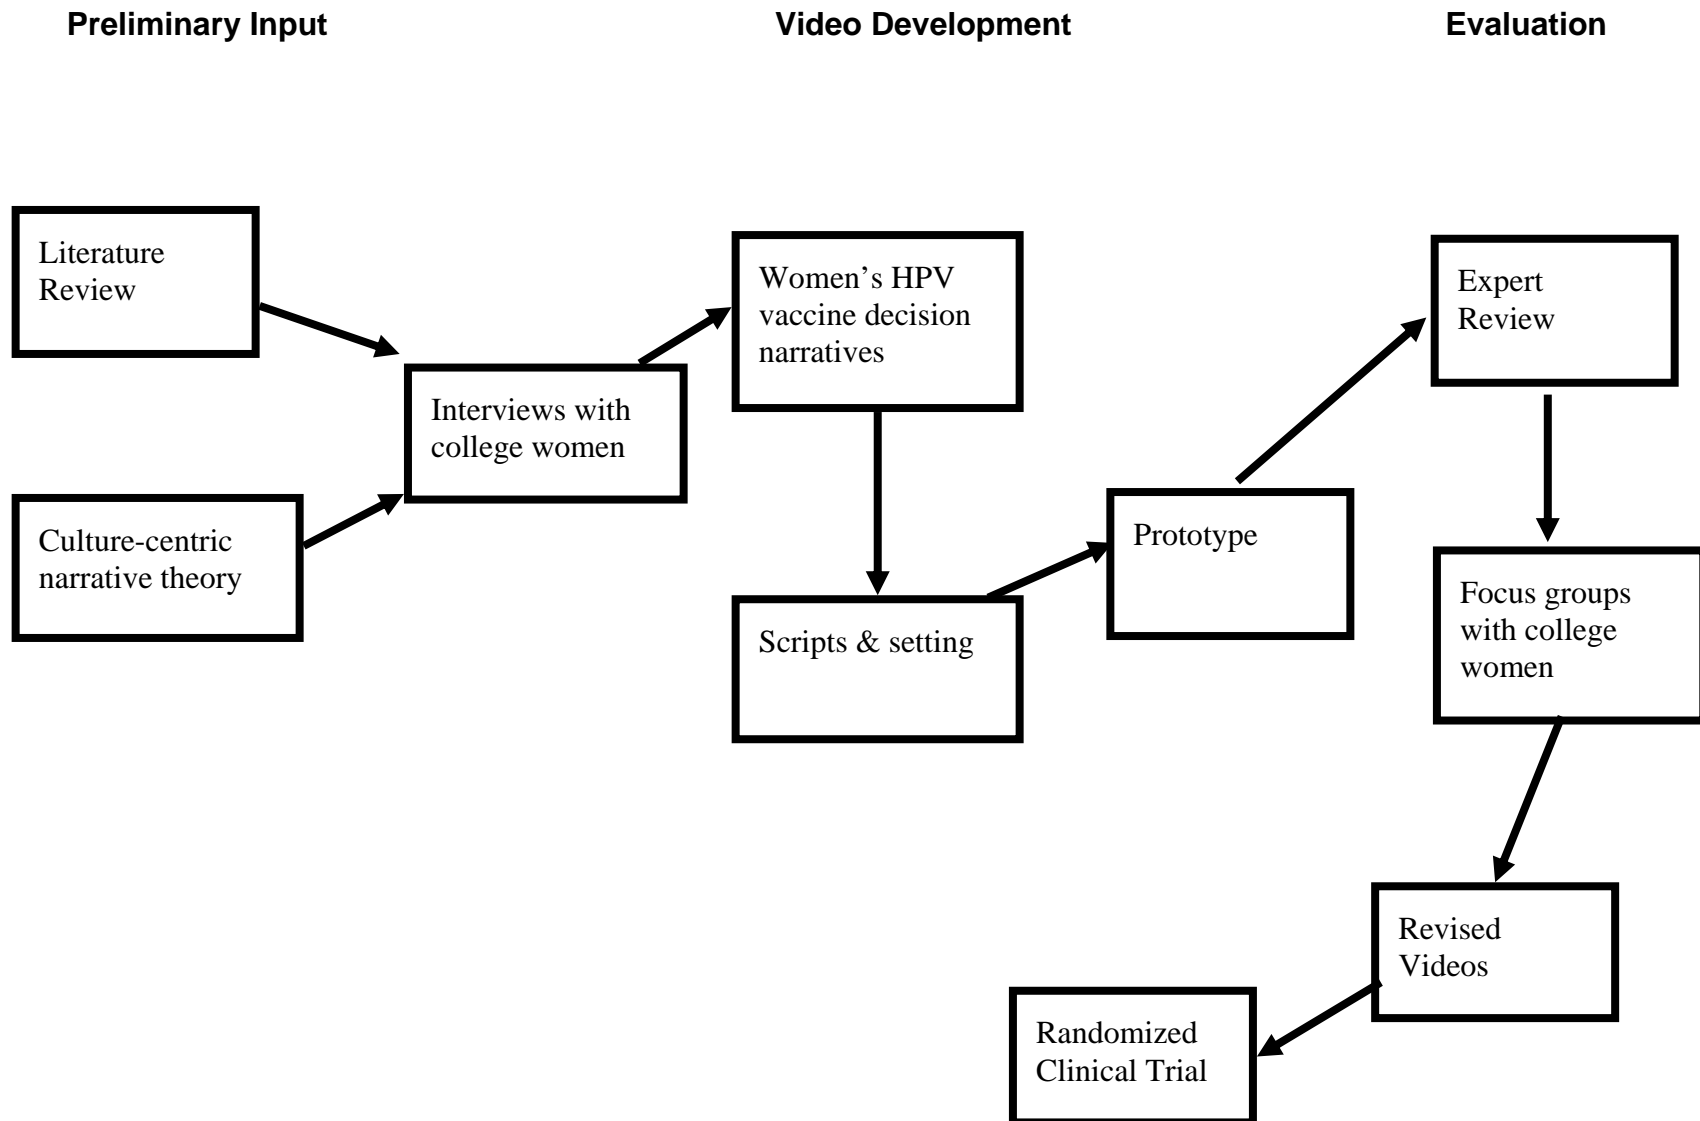 Preliminary Input
Video Development
Evaluation
Literature
Review
Culture-centric
narrative theory
Interviews with
college women
Women’s HPV
vaccine decision
narratives
Scripts & setting
Prototype
Expert
Review
Focus groups
with college
women
Revised
Videos
Randomized
Clinical Trial